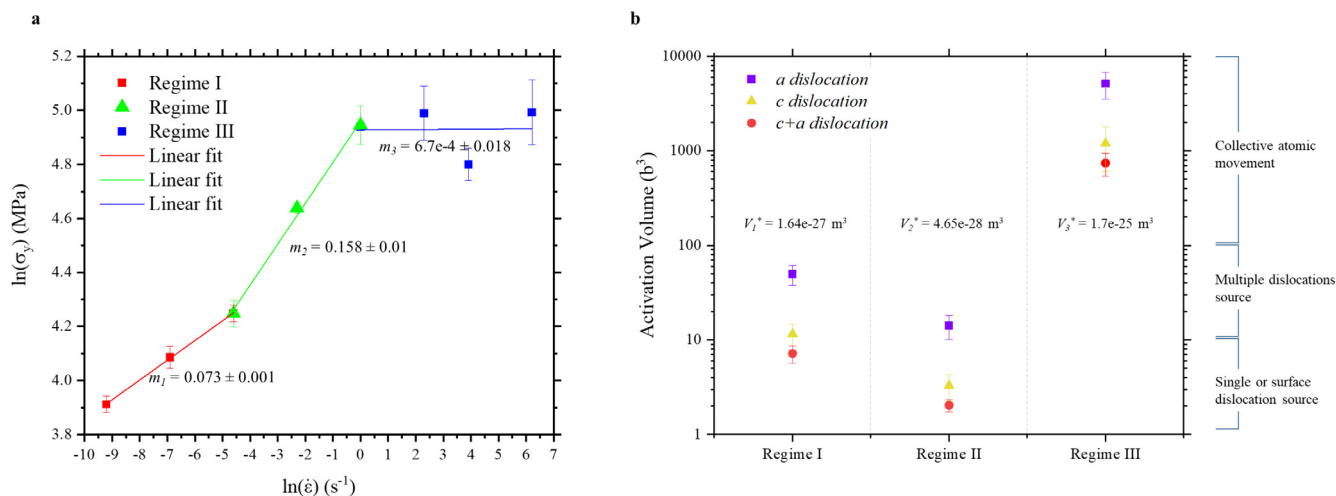 a
5.2
5.0
4.8
4.6
4.4
4.2
4.0
3.8
ln(σy) (MPa)
Regime I
Regime II
Regime III
Linear fit
Linear fit
Linear fit
m3 = 6.7e-4 ± 0.018
m2 = 0.158 ± 0.01
m1 = 0.073 ± 0.001
-10 -9 -8 -7 -6 -5 -4 -3 -2 -1 0 1 2 3 4 5 6 7
ln(ε̇) (s-1)
b
10000
1000
100
10
1
Activation Volume (b3)
a dislocation
c dislocation
c+a dislocation
V1* = 1.64e-27 m3
V2* = 4.65e-28 m3
V3* = 1.7e-25 m3
Regime I
Regime II
Regime III
Collective atomic
movement
Multiple dislocations
source
Single or surface
dislocation source